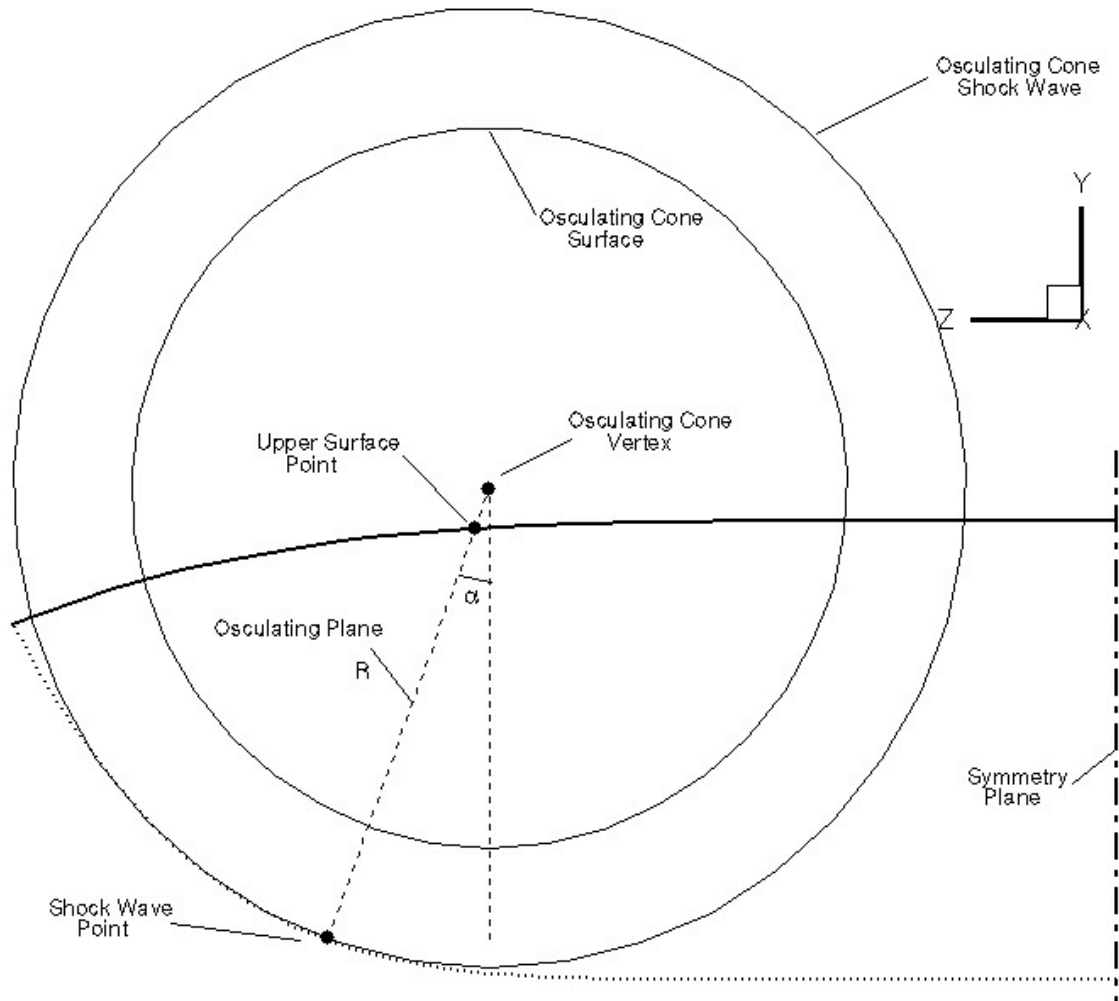 Osculating Cone
Shock Wave
Y
Osculating Cone
Surface
Z
X
Osculating Cone
Vertex
Upper Surface
Point
α
Osculating Plane
R
Symmetry
Plane
Shock Wave
Point